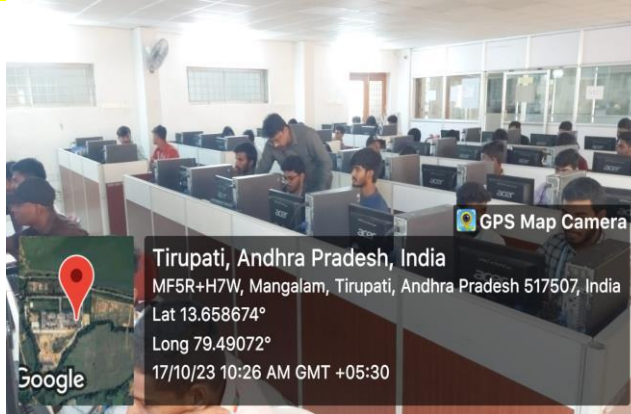 acer
acer
acer
acer
GPS Map Camera
Tirupati, Andhra Pradesh, India
MF5R+H7W, Mangalam, Tirupati, Andhra Pradesh 517507, India
Lat 13.658674°
Long 79.49072°
17/10/23 10:26 AM GMT +05:30
Google